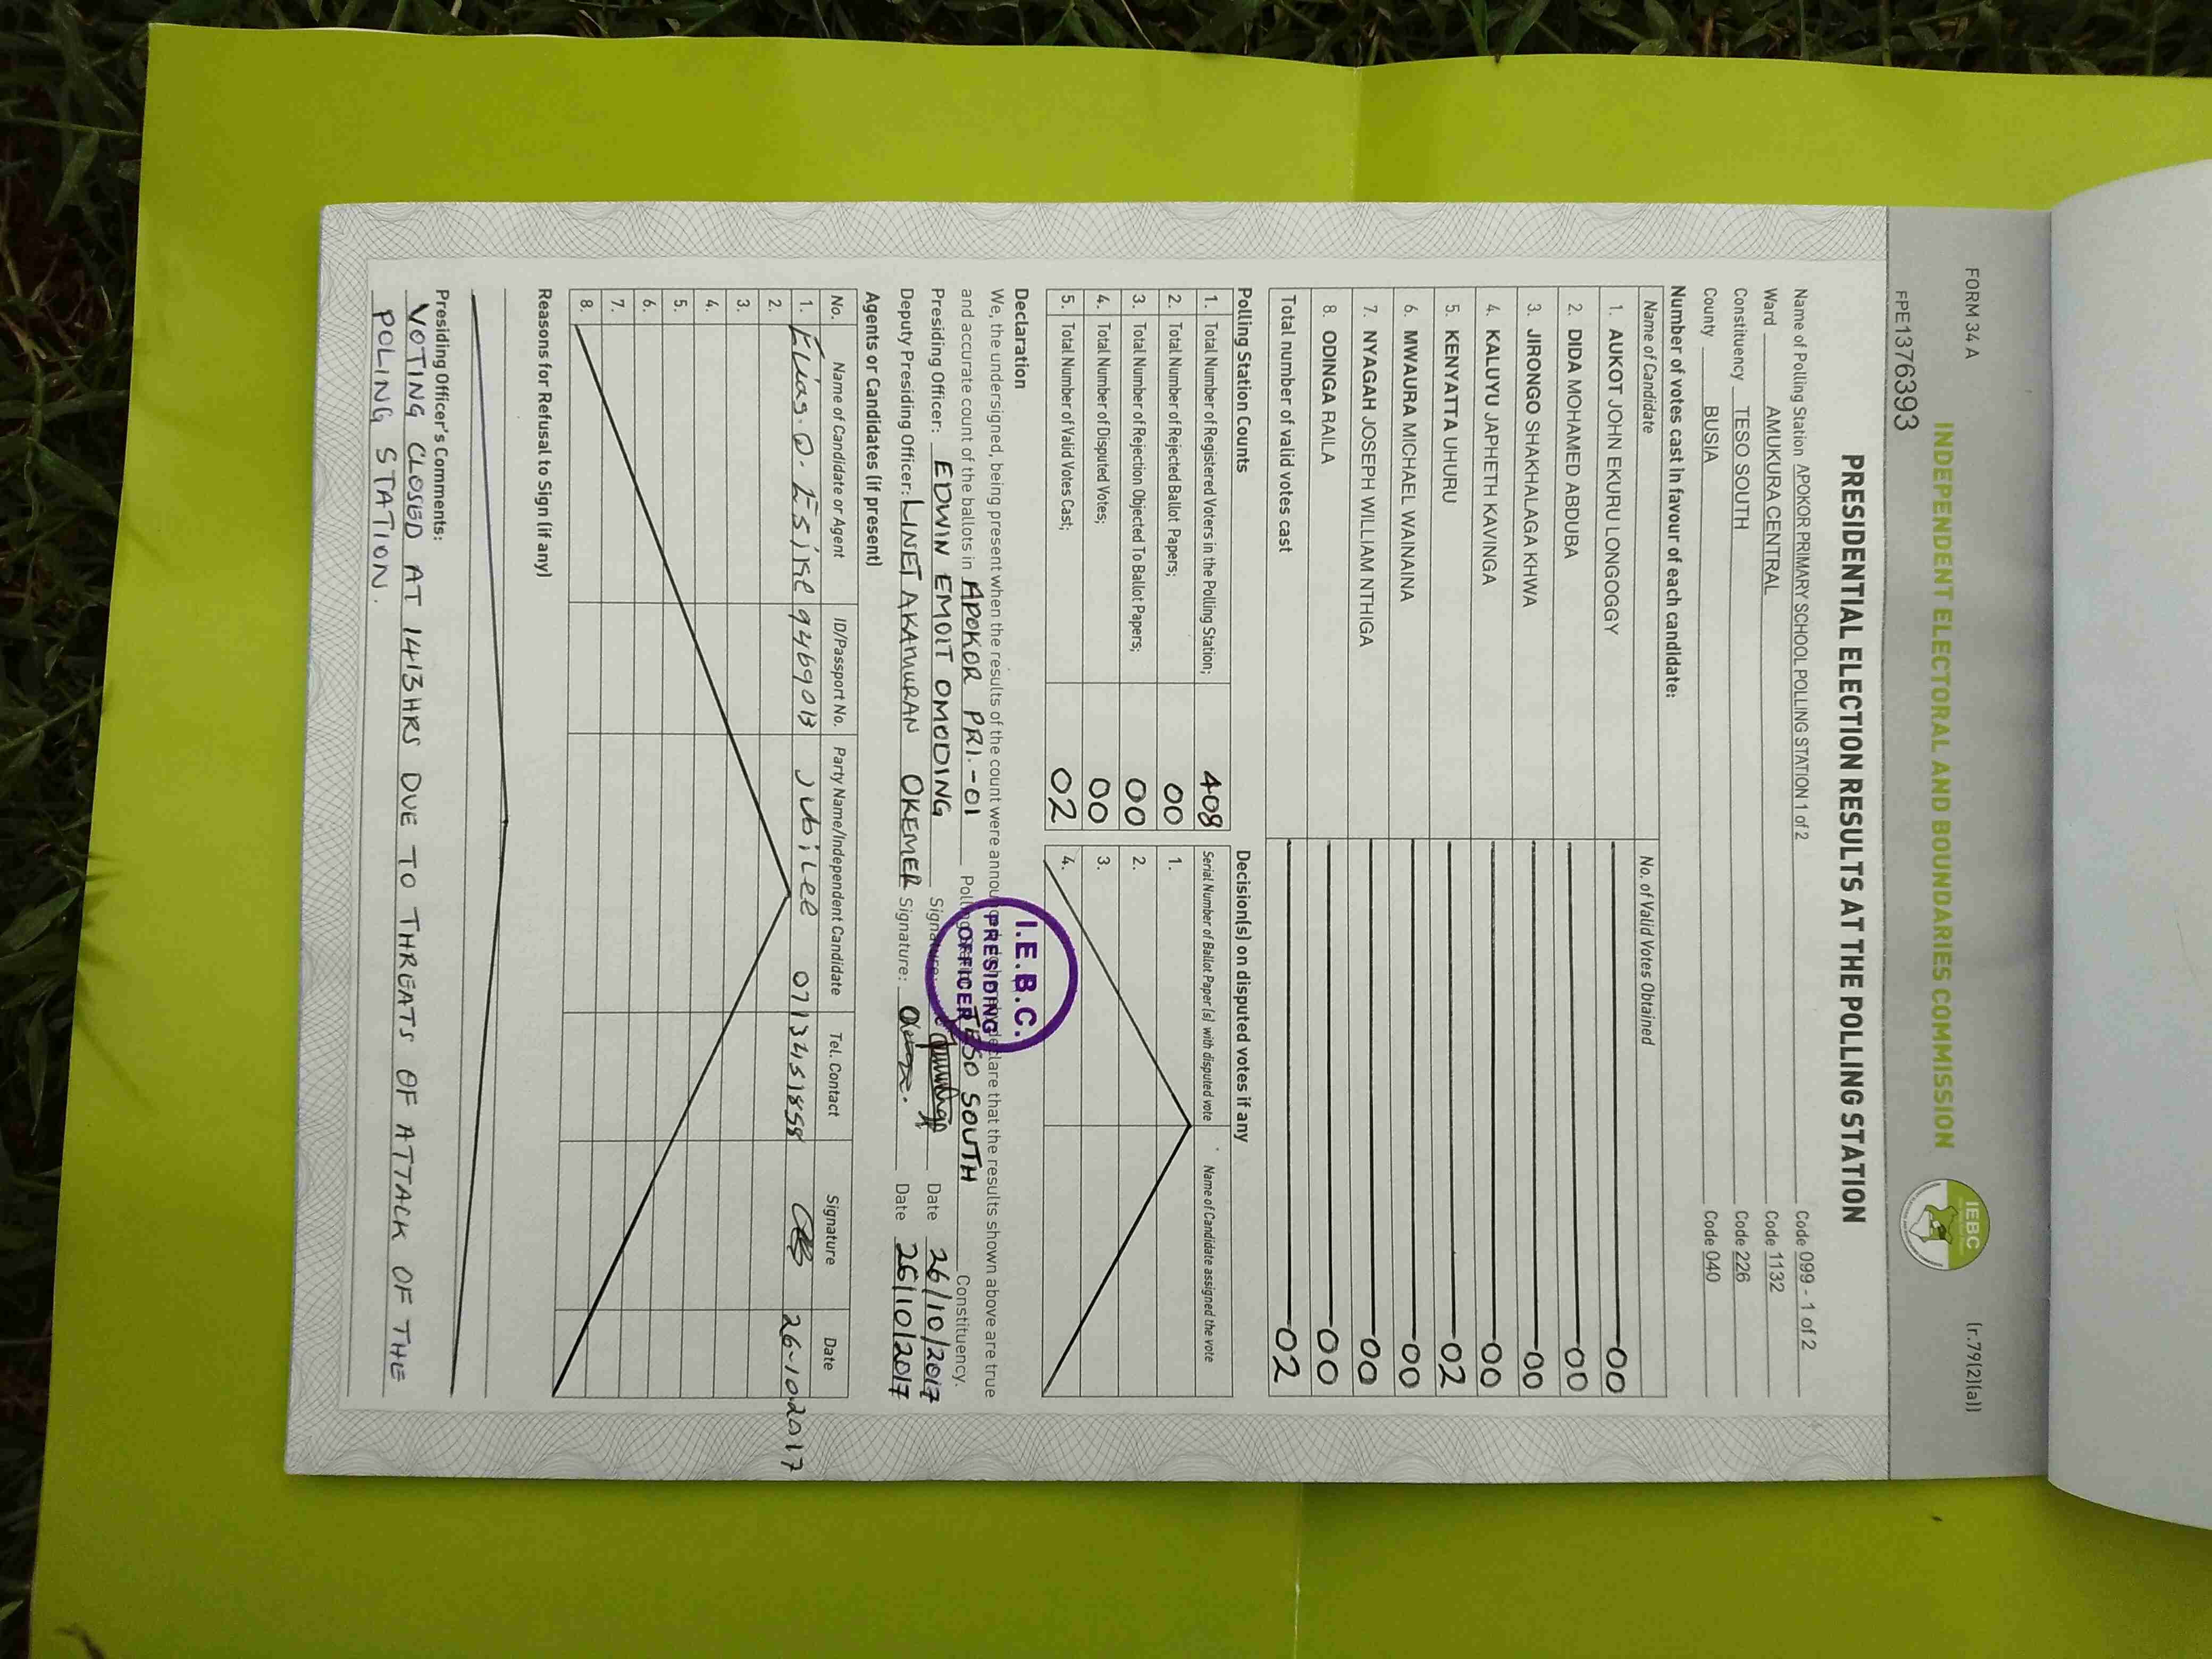 FORM 34 A
(r.79(2)(a))
INDEPENDENT ELECTORAL AND BOUNDARIES COMMISSION
IEBC
FPE13763393
PRESIDENTIAL ELECTION RESULTS AT THE POLLING STATION
Name of Polling Station APOKOR PRIMARY SCHOOL POLLING STATION 1 of 2 Code 099 - 1 of 2
Ward AMUKURA CENTRAL Code 1132
Constituency TESO SOUTH Code 226
County BUSIA Code 040
Number of votes cast in favour of each candidate:
Name of Candidate No. of Valid Votes Obtained
1. AUKOT JOHN EKURU LONGOGGY 00
2. DIDA MOHAMED ABDUBA 00
3. JIRONGO SHAKHALAGA KHWA 00
4. KALUYU JAPHETH KAVINGA 00
5. KENYATTA UHURU 02
6. MWAURA MICHAEL WAINAINA 00
7. NYAGAH JOSEPH WILLIAM NTHIGA 00
8. ODINGA RAILA 00
Total number of valid votes cast 02
Polling Station Counts
1. Total Number of Registered Voters in the Polling Station; 408
2. Total Number of Rejected Ballot Papers; 00
3. Total Number of Rejection Objected To Ballot Papers; 00
4. Total Number of Disputed Votes; 00
5. Total Number of Valid Votes Cast; 02
Decision(s) on disputed votes if any
Serial Number of Ballot Paper (s) with disputed vote Name of Candidate assigned the vote
1.
2.
3.
4.
Declaration
We, the undersigned, being present when the results of the count were announced declare that the results shown above are true
and accurate count of the ballots in APOKOR PRI.-01 Polling TESO SOUTH Constituency.
Presiding Officer: EDWIN EMOIT OMODING Signature: Date 26/10/2017
Deputy Presiding Officer: LINET AKAMURAN OKEMER Signature: Date 26/10/2017
I.E.B.C.
PRESIDING
OFFICER
Agents or Candidates (if present)
No. Name of Candidate or Agent ID/Passport No. Party Name/Independent Candidate Tel. Contact Signature Date
1. Elias. O. Jubilee 0713451858 26-10-2017
2.
3.
4.
5.
6.
7.
8.
Reasons for Refusal to Sign (if any)
Presiding Officer's Comments:
VOTING CLOSED AT 1413HRS DUE TO THREATS OF ATTACK OF THE
POLING STATION.